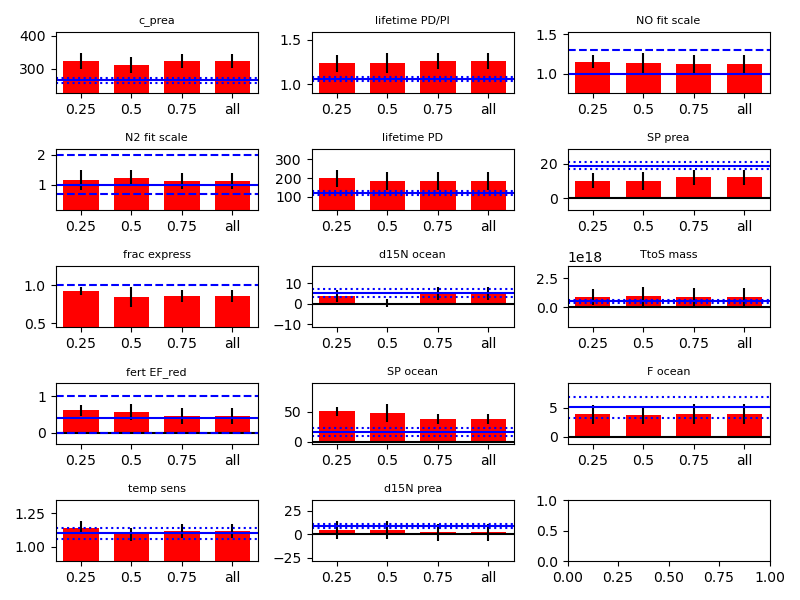 c_prea
lifetime PD/PI
NO fit scale
400
300
0.25 0.5 0.75 all
1.5
1.0
0.25 0.5 0.75 all
1.5
1.0
0.25 0.5 0.75 all
N2 fit scale
lifetime PD
SP prea
2
1
0.25 0.5 0.75 all
300
200
100
0.25 0.5 0.75 all
20
0
0.25 0.5 0.75 all
frac express
d15N ocean
TtoS mass
1.0
0.5
0.25 0.5 0.75 all
10
0
−10
0.25 0.5 0.75 all
1e18
2.5
0.0
0.25 0.5 0.75 all
fert EF_red
SP ocean
F ocean
1
0
0.25 0.5 0.75 all
50
0
0.25 0.5 0.75 all
5
0
0.25 0.5 0.75 all
temp sens
d15N prea
1.25
1.00
0.25 0.5 0.75 all
25
0
−25
0.25 0.5 0.75 all
1.0
0.5
0.0
0.00 0.25 0.50 0.75 1.00